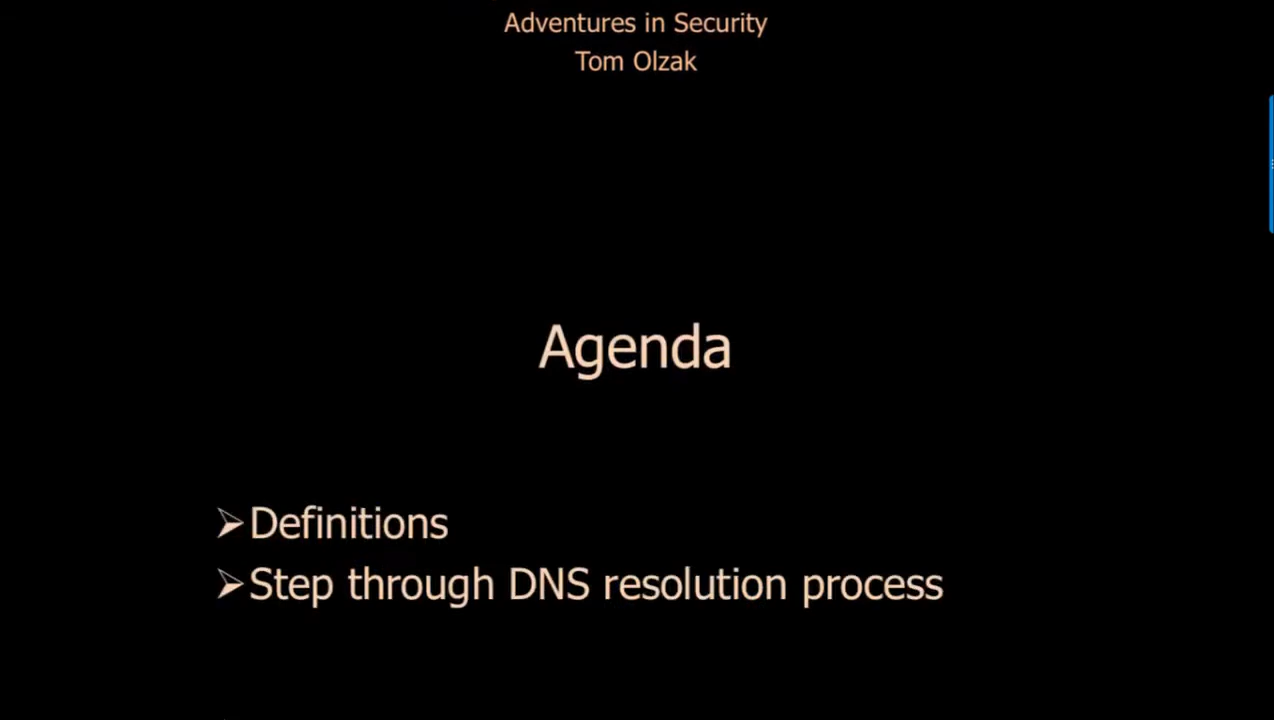 Adventures in Security
Tom Olzak
Agenda
➢Definitions
➢Step through DNS resolution process